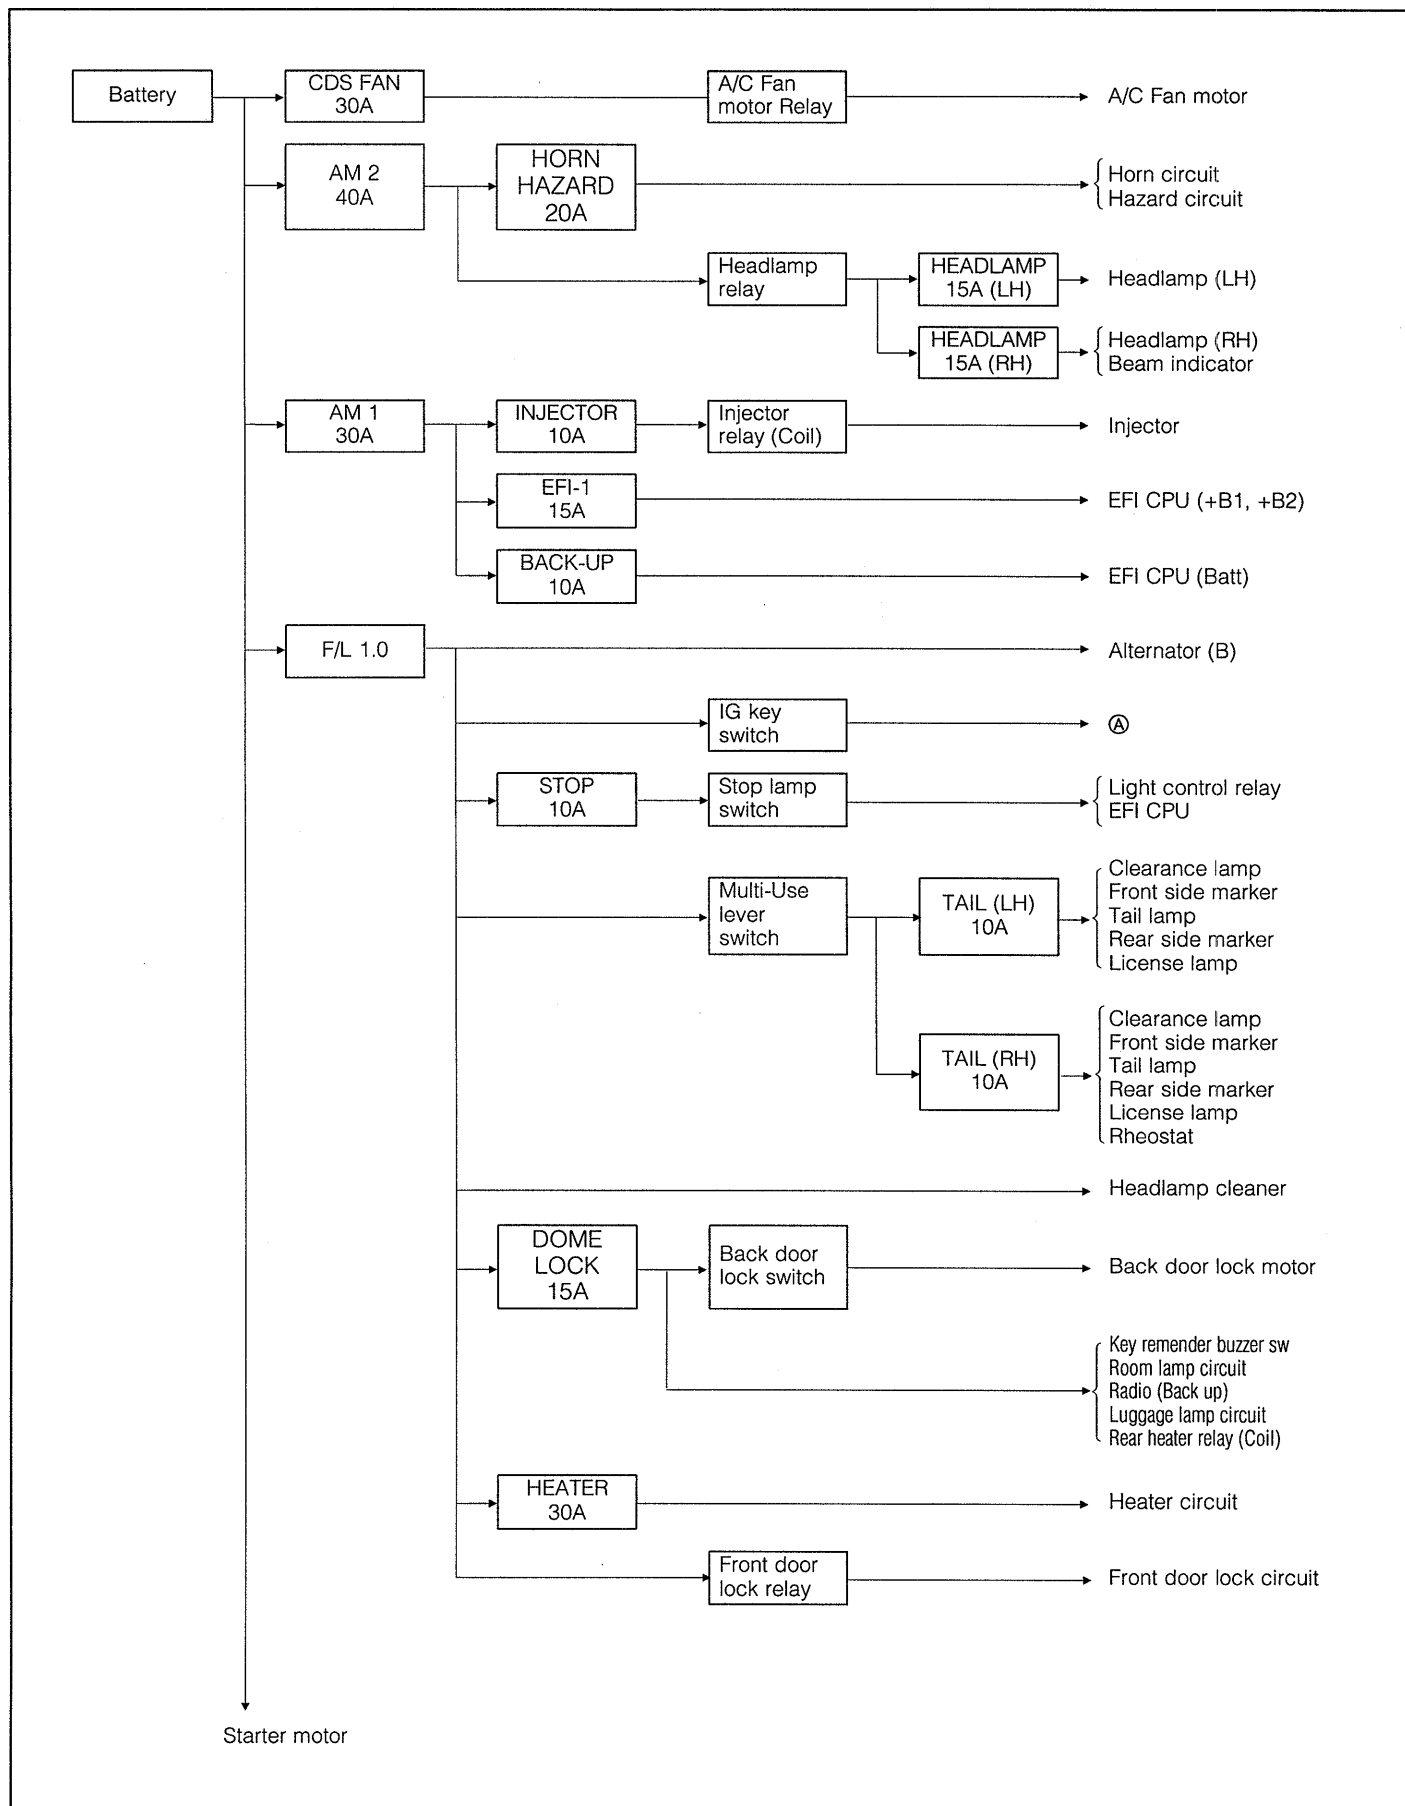 Battery
CDS FAN
30A
A/C Fan
motor Relay
A/C Fan motor
AM 2
40A
HORN
HAZARD
20A
Horn circuit
Hazard circuit
Headlamp
relay
HEADLAMP
15A (LH)
Headlamp (LH)
HEADLAMP
15A (RH)
Headlamp (RH)
Beam indicator
AM 1
30A
INJECTOR
10A
Injector
relay (Coil)
Injector
EFI-1
15A
EFI CPU (+B1, +B2)
BACK-UP
10A
EFI CPU (Batt)
F/L 1.0
Alternator (B)
IG key
switch
Ⓐ
STOP
10A
Stop lamp
switch
Light control relay
EFI CPU
Multi-Use
lever
switch
TAIL (LH)
10A
Clearance lamp
Front side marker
Tail lamp
Rear side marker
License lamp
TAIL (RH)
10A
Clearance lamp
Front side marker
Tail lamp
Rear side marker
License lamp
Rheostat
Headlamp cleaner
DOME
LOCK
15A
Back door
lock switch
Back door lock motor
Key remender buzzer sw
Room lamp circuit
Radio (Back up)
Luggage lamp circuit
Rear heater relay (Coil)
HEATER
30A
Heater circuit
Front door
lock relay
Front door lock circuit
Starter motor